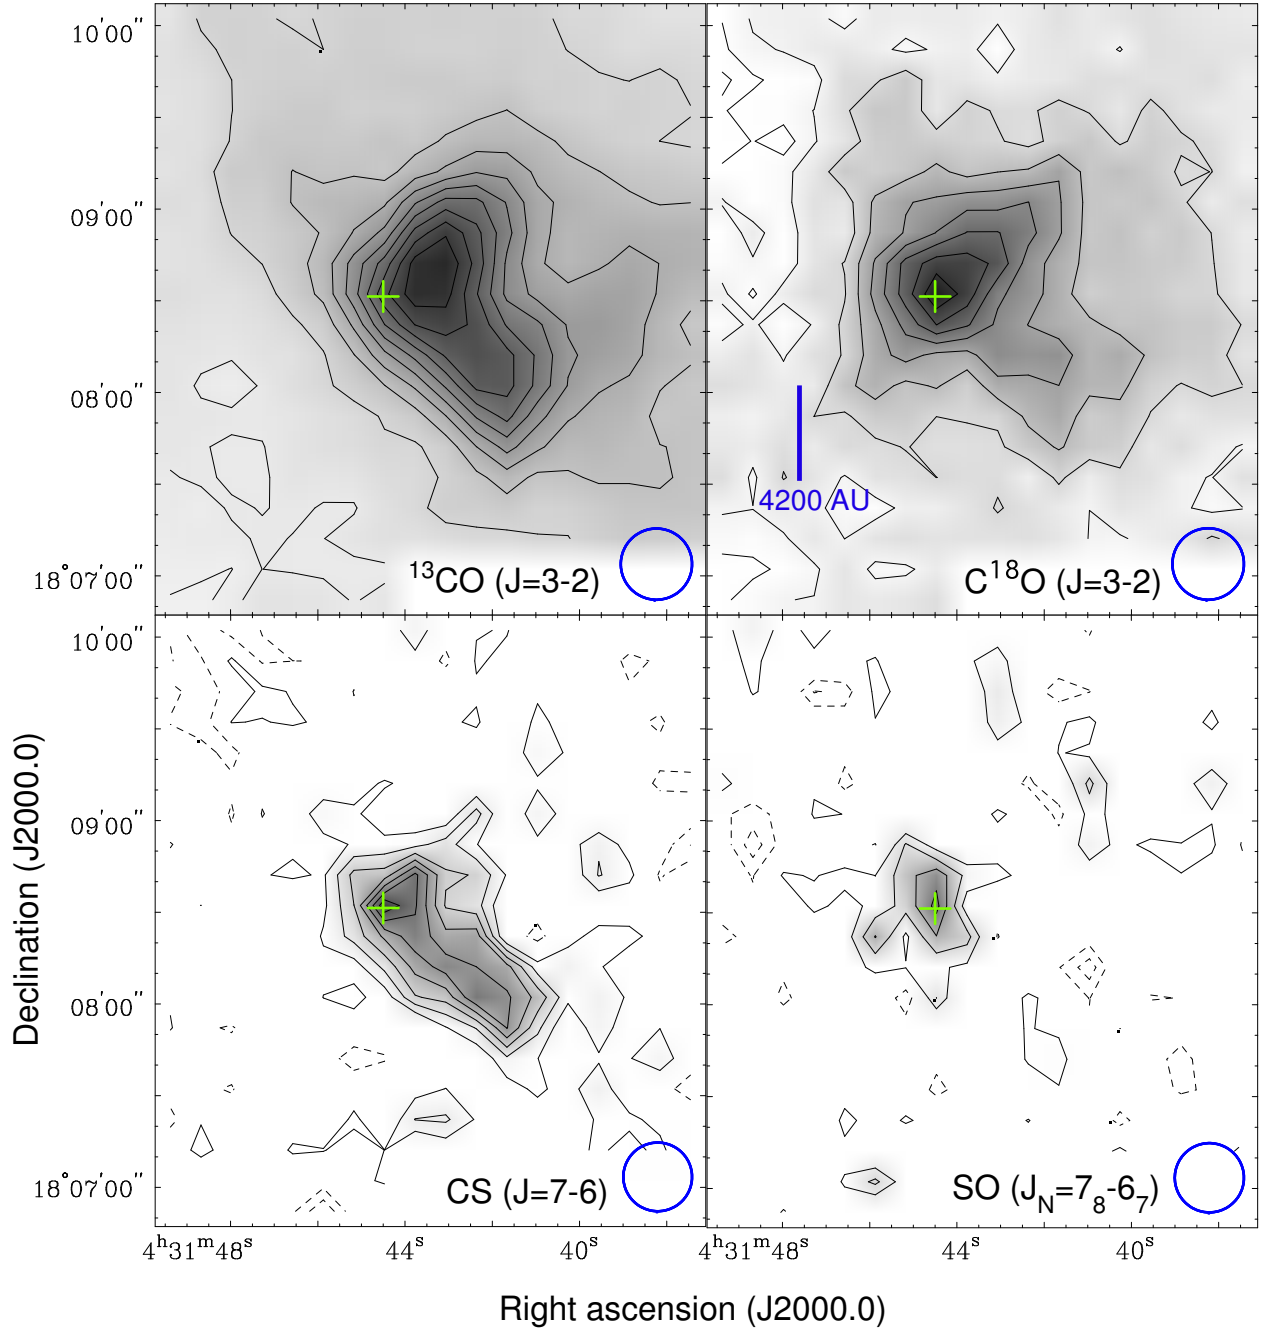 10′00″
09′00″
08′00″
18°07′00″
¹³CO (J=3-2)
4200 AU
C¹⁸O (J=3-2)
10′00″
09′00″
08′00″
18°07′00″
CS (J=7-6)
SO (J_N=7₈-6₇)
4ʰ31ᵐ48ˢ 44ˢ 40ˢ 4ʰ31ᵐ48ˢ 44ˢ 40ˢ
Declination (J2000.0)
Right ascension (J2000.0)